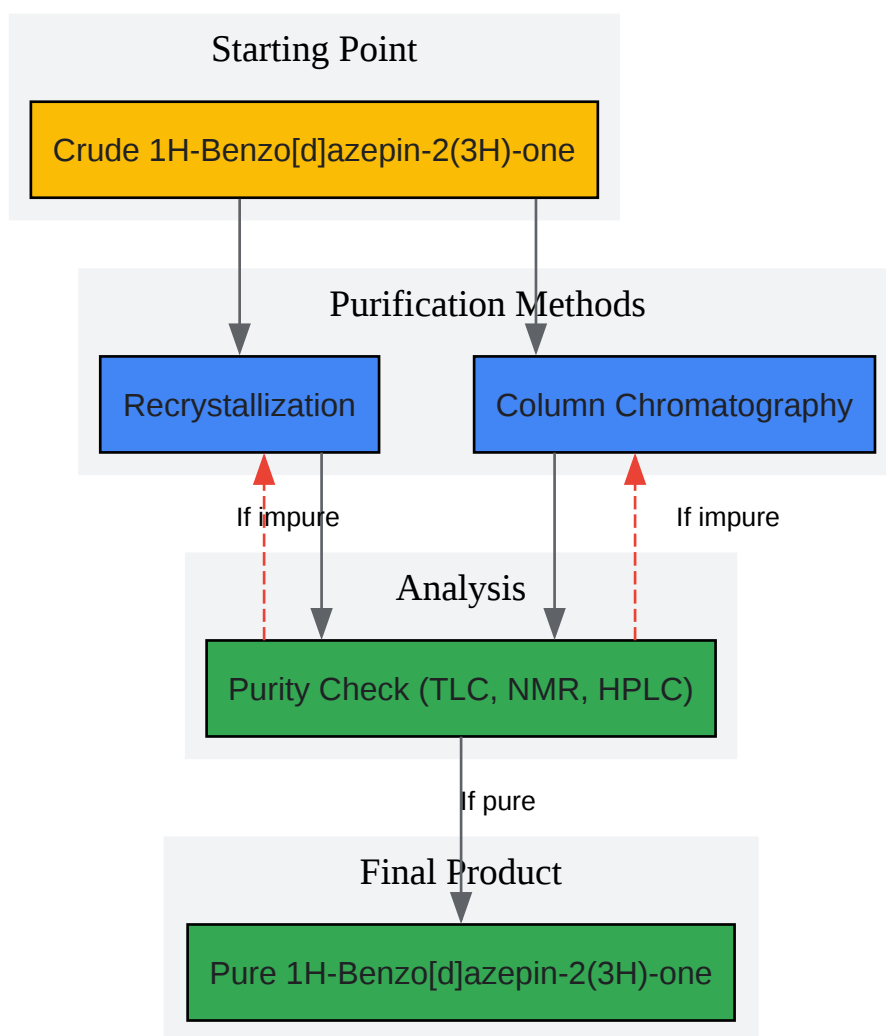 Starting Point
Crude 1H-Benzo[d]azepin-2(3H)-one
Purification Methods
Recrystallization
Column Chromatography
If impure
If impure
Analysis
Purity Check (TLC, NMR, HPLC)
If pure
Final Product
Pure 1H-Benzo[d]azepin-2(3H)-one